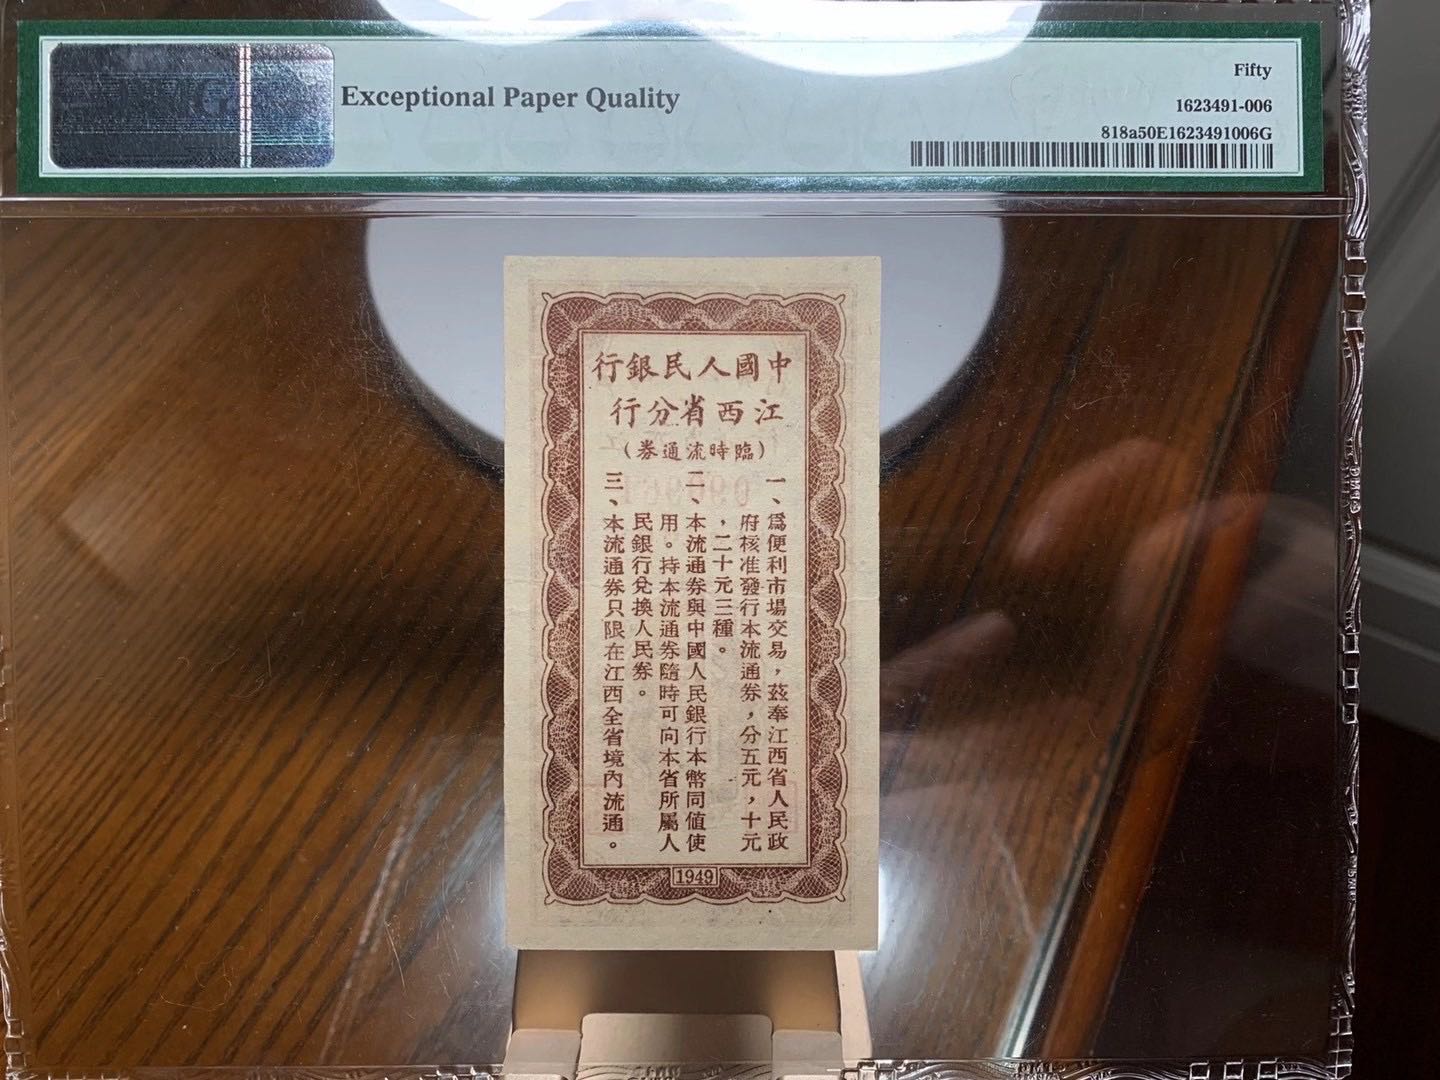 Exceptional Paper Quality
Fifty
1623491-006
818a50E1623491006G
中國人民銀行
江西省分行
(臨時流通券)
一、爲便利市場交易，茲奉江西省人民政
府核准發行本流通券，分五元，十元
，二十元三種。
二、本流通券與中國人民銀行本幣同值使
用。持本流通券隨時可向本省所屬人
民銀行兌換人民券。
三、本流通券只限在江西全省境內流通。
1949